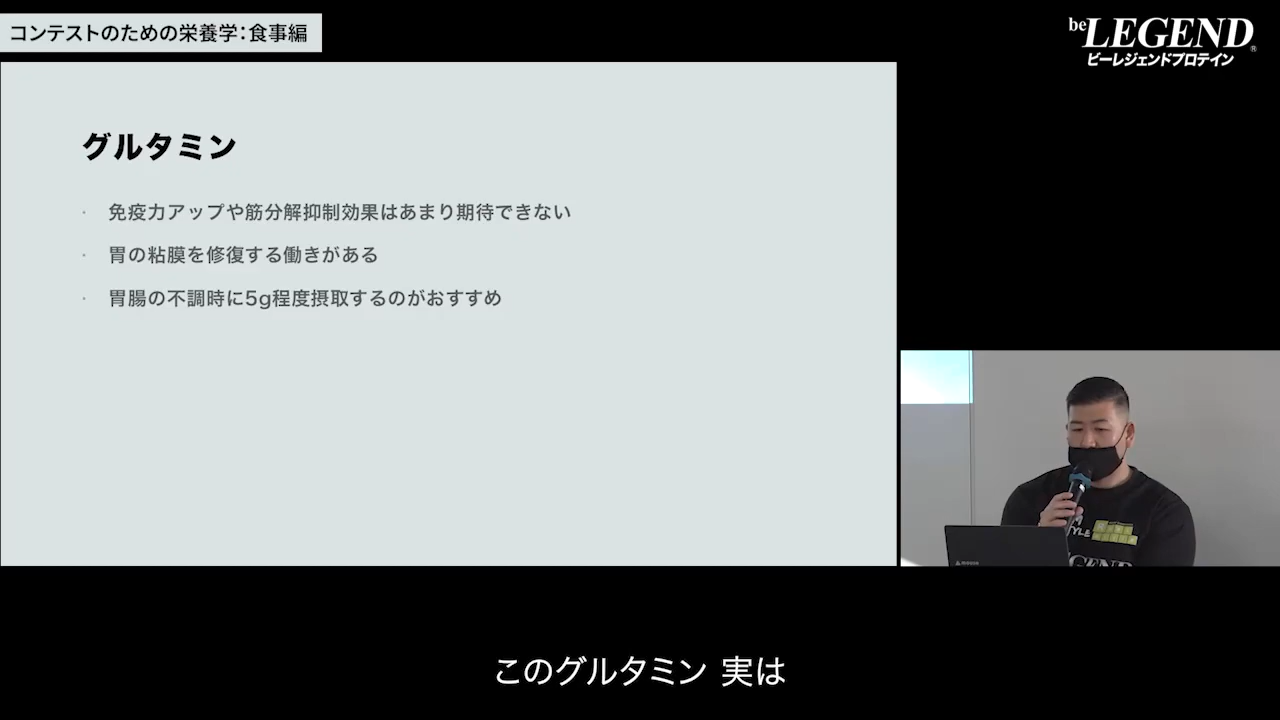 コンテストのための栄養学:食事編
be LEGEND®
ビーレジェンドプロテイン
グルタミン
・ 免疫力アップや筋分解抑制効果はあまり期待できない
・ 胃の粘膜を修復する働きがある
・ 胃腸の不調時に5g程度摂取するのがおすすめ
このグルタミン 実は